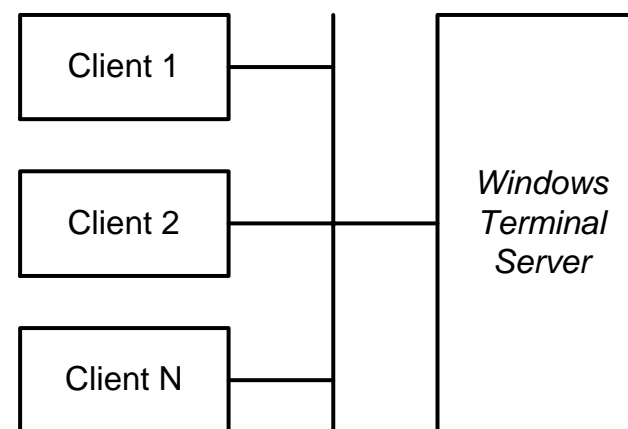 Client 1
Client 2
Client N
Windows
Terminal
Server